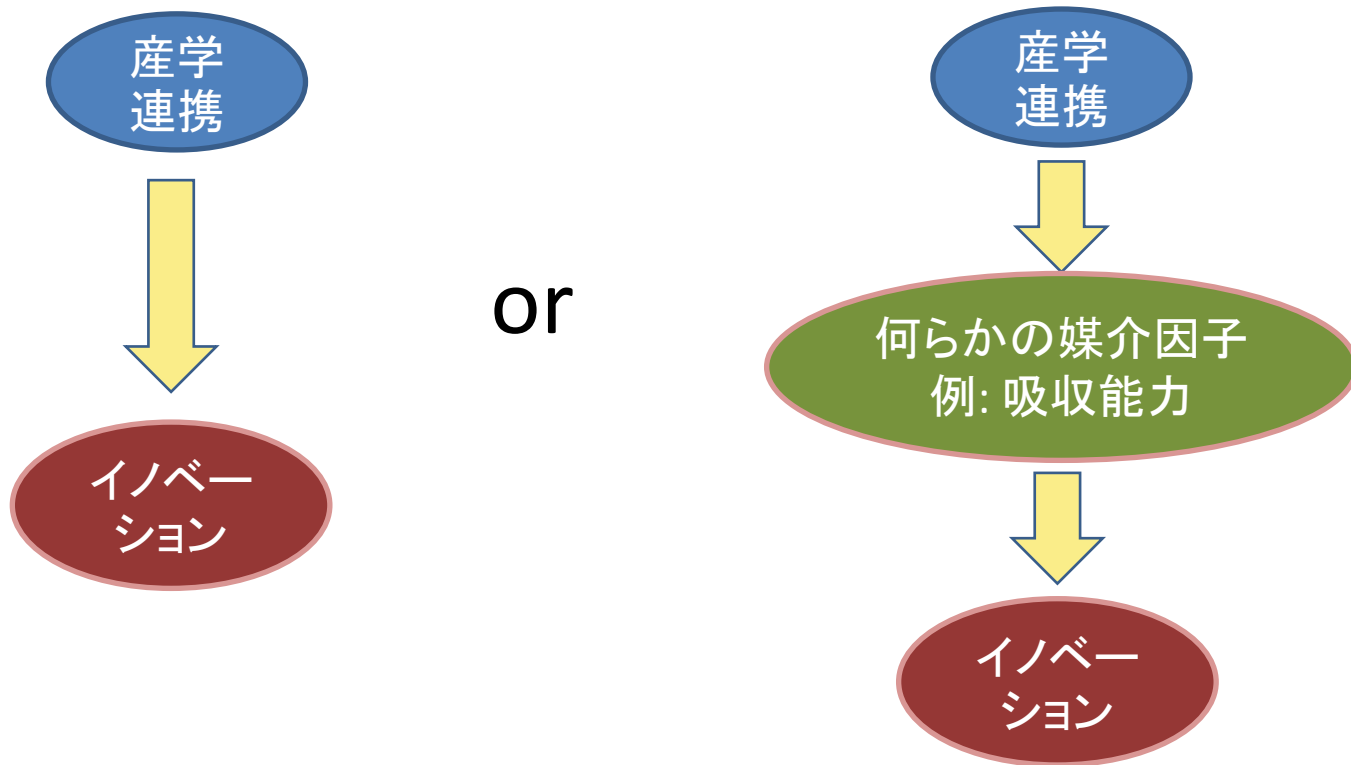 産学
連携
イノベー
ション
or
産学
連携
何らかの媒介因子
例: 吸収能力
イノベー
ション